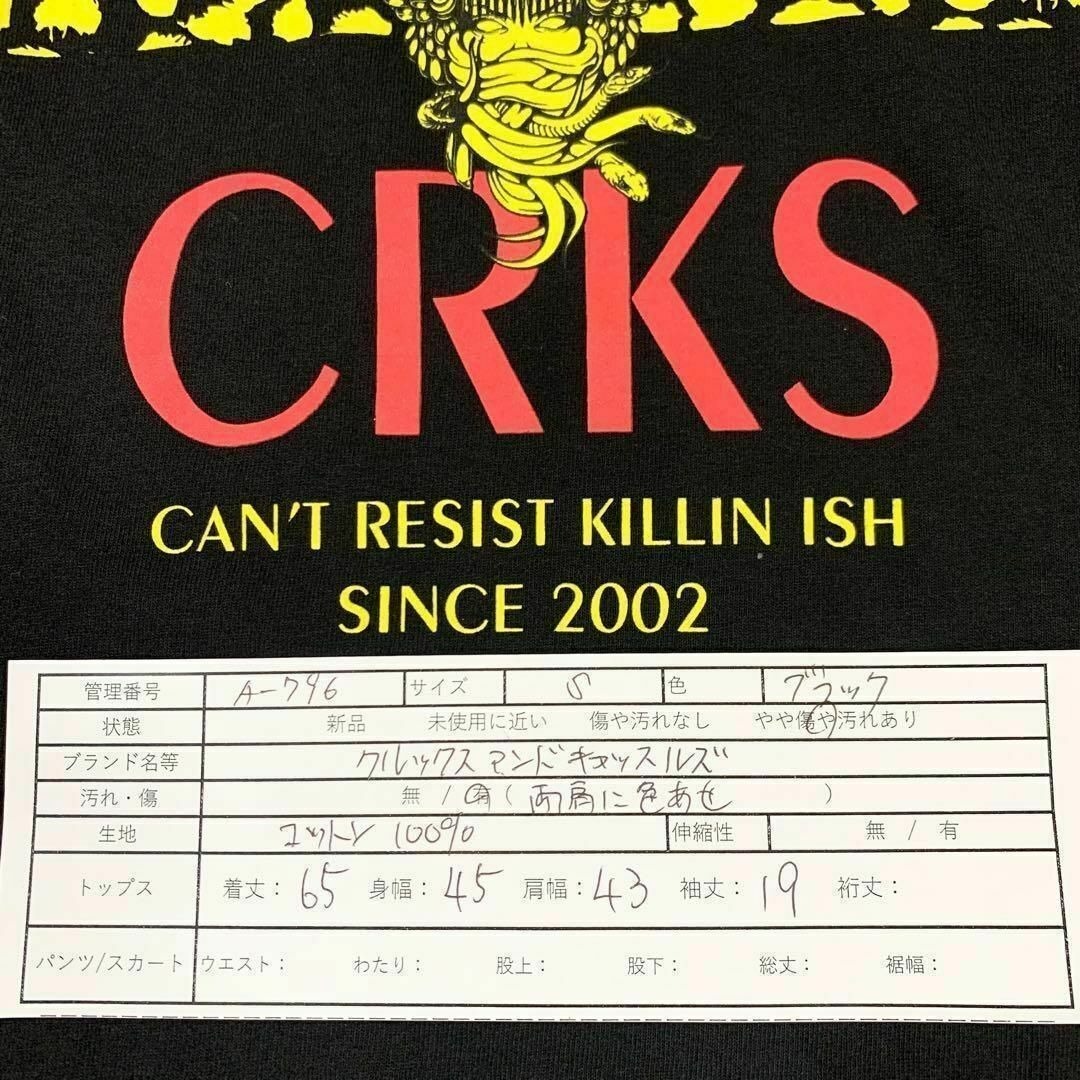 CRKS
CAN'T RESIST KILLIN ISH
SINCE 2002
管理番号 A-796 サイズ S 色 ブラック
状態 新品 未使用に近い 傷や汚れなし やや傷や汚れあり
ブランド名等 クルックスアンドキャッスルズ
汚れ・傷 無 / 有 ( 両肩に色あせ )
生地 コットン 100% 伸縮性 無 / 有
トップス 着丈: 65 身幅: 45 肩幅: 43 袖丈: 19 裄丈:
パンツ/スカート ウエスト: わたり: 股上: 股下: 総丈: 裾幅: